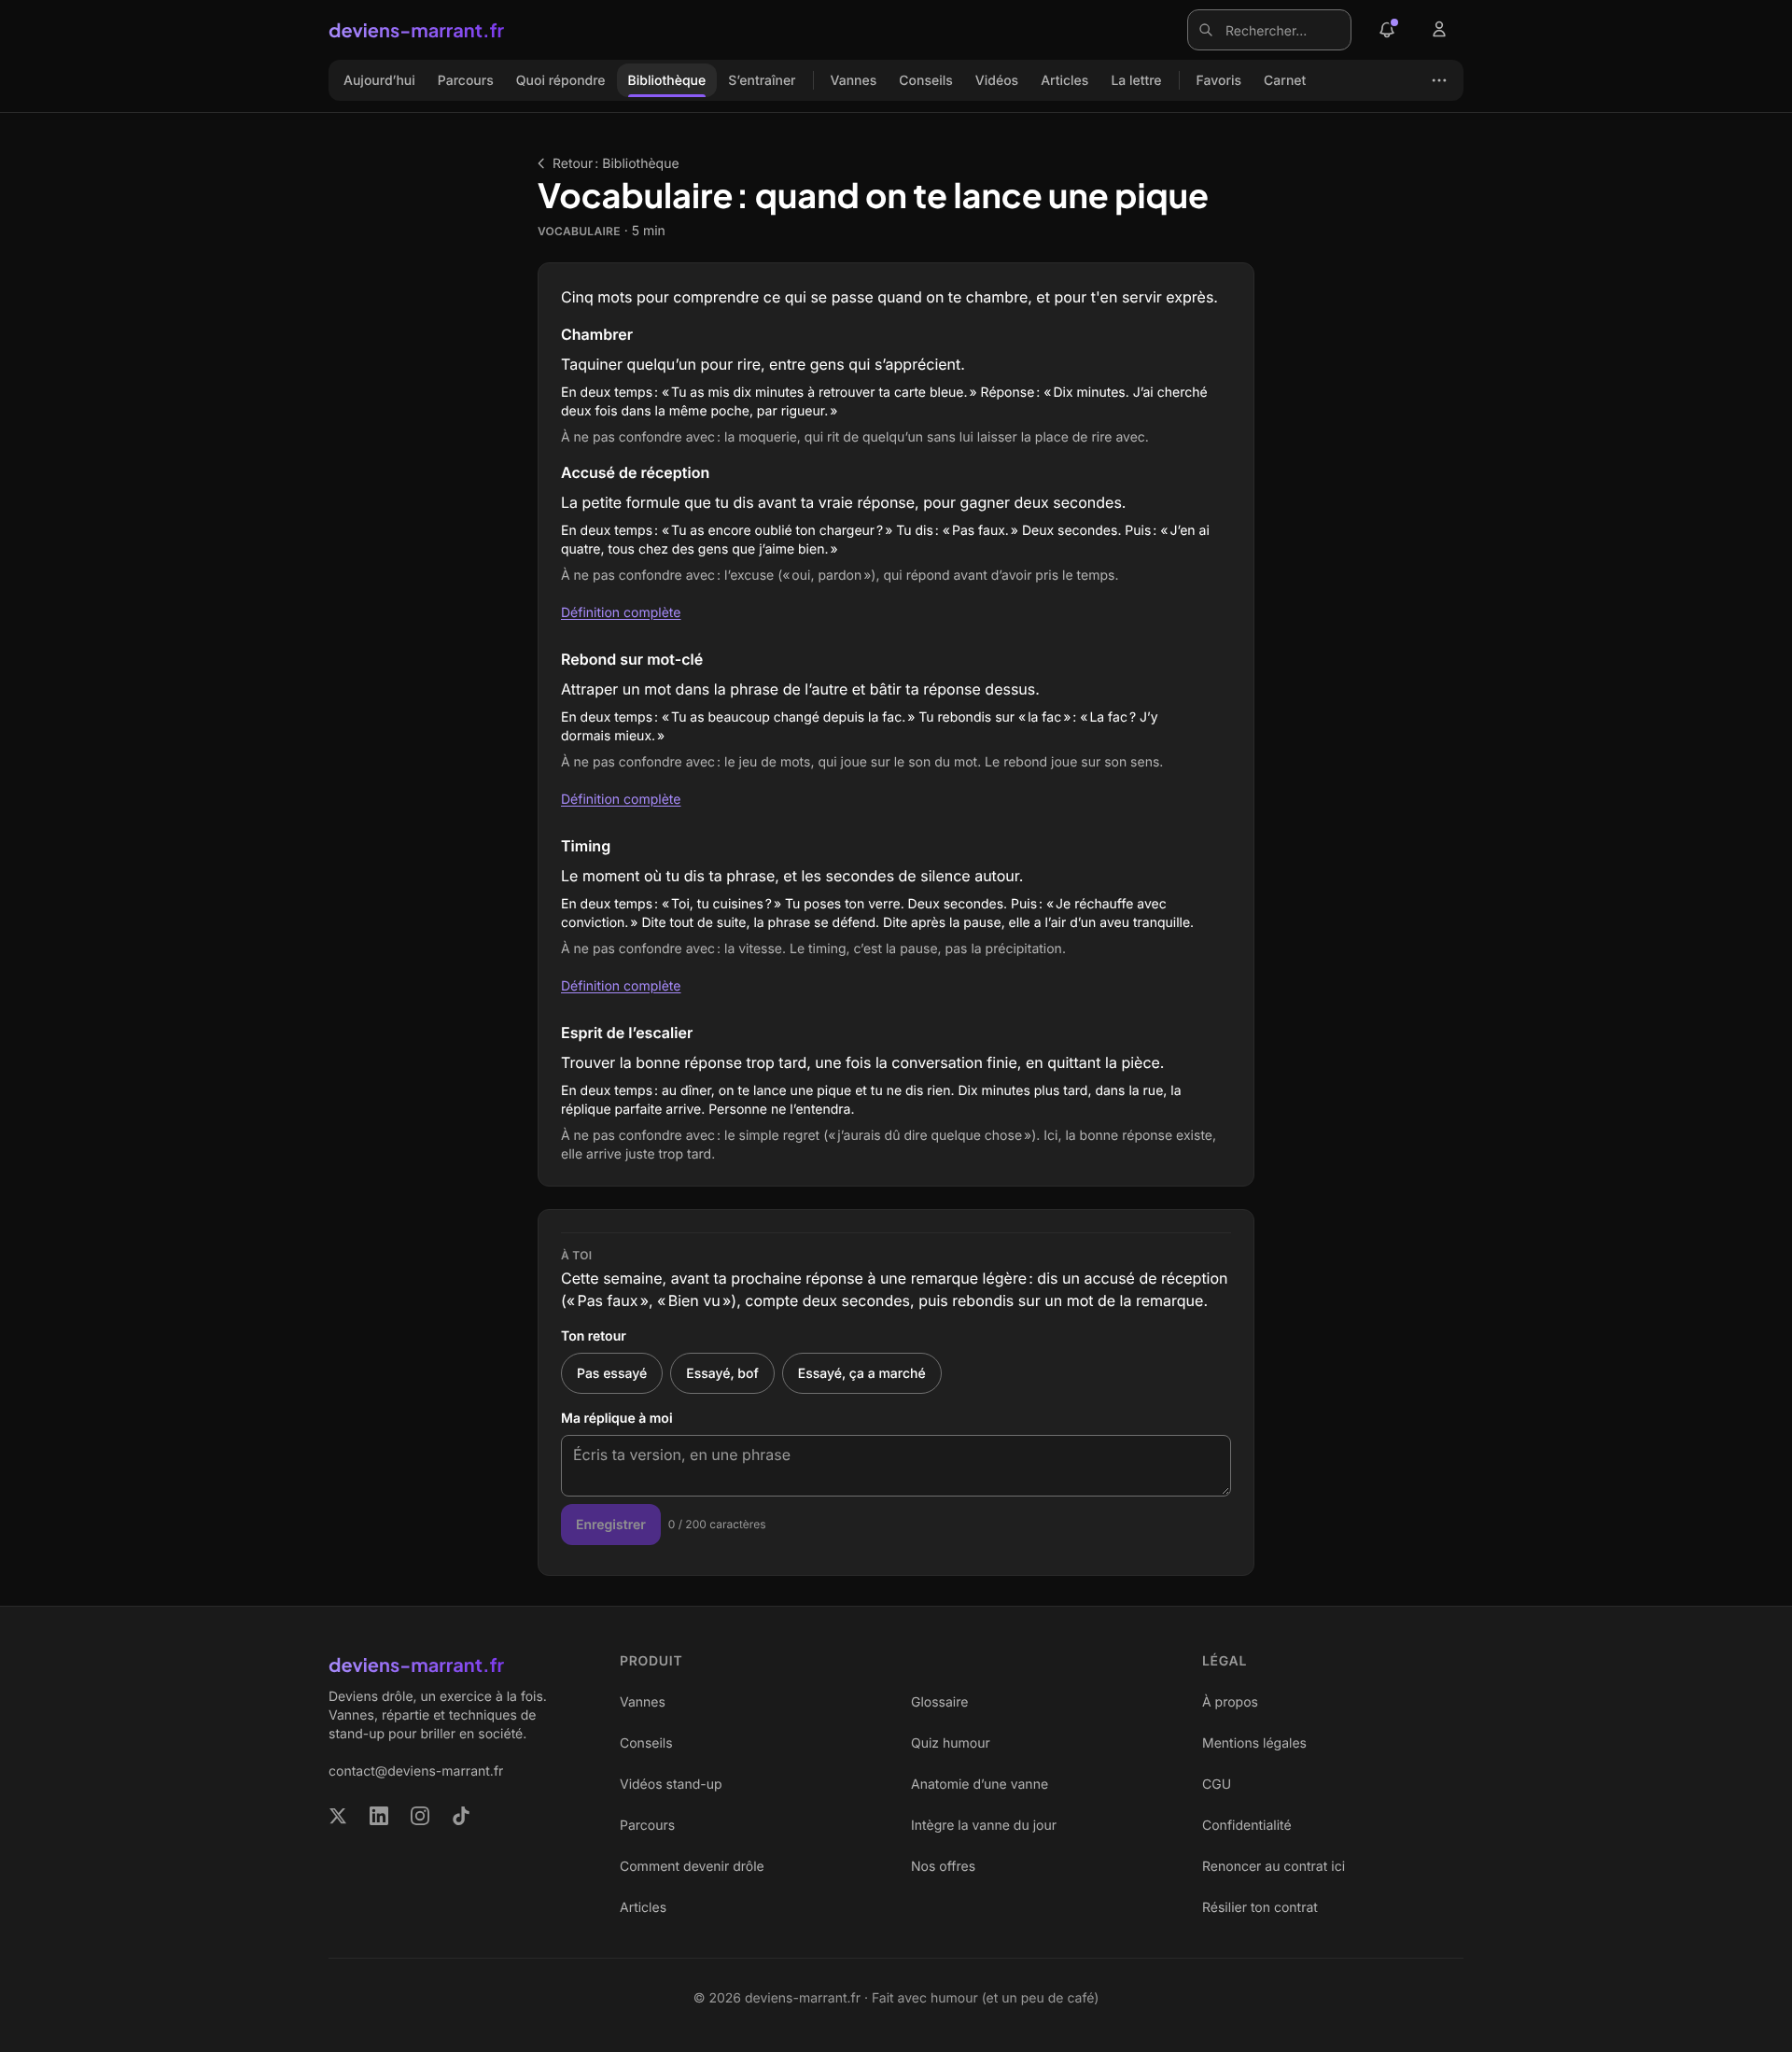 deviens-marrant.fr
Rechercher...
Aujourd’hui Parcours Quoi répondre Bibliothèque S’entraîner Vannes Conseils Vidéos Articles La lettre Favoris Carnet
Retour : Bibliothèque
Vocabulaire : quand on te lance une pique
VOCABULAIRE · 5 min
Cinq mots pour comprendre ce qui se passe quand on te chambre, et pour t'en servir exprès.
Chambrer
Taquiner quelqu’un pour rire, entre gens qui s’apprécient.
En deux temps : « Tu as mis dix minutes à retrouver ta carte bleue. » Réponse : « Dix minutes. J’ai cherché
deux fois dans la même poche, par rigueur. »
À ne pas confondre avec : la moquerie, qui rit de quelqu’un sans lui laisser la place de rire avec.
Accusé de réception
La petite formule que tu dis avant ta vraie réponse, pour gagner deux secondes.
En deux temps : « Tu as encore oublié ton chargeur ? » Tu dis : « Pas faux. » Deux secondes. Puis : « J’en ai
quatre, tous chez des gens que j’aime bien. »
À ne pas confondre avec : l’excuse (« oui, pardon »), qui répond avant d’avoir pris le temps.
Définition complète
Rebond sur mot-clé
Attraper un mot dans la phrase de l’autre et bâtir ta réponse dessus.
En deux temps : « Tu as beaucoup changé depuis la fac. » Tu rebondis sur « la fac » : « La fac ? J’y
dormais mieux. »
À ne pas confondre avec : le jeu de mots, qui joue sur le son du mot. Le rebond joue sur son sens.
Définition complète
Timing
Le moment où tu dis ta phrase, et les secondes de silence autour.
En deux temps : « Toi, tu cuisines ? » Tu poses ton verre. Deux secondes. Puis : « Je réchauffe avec
conviction. » Dite tout de suite, la phrase se défend. Dite après la pause, elle a l’air d’un aveu tranquille.
À ne pas confondre avec : la vitesse. Le timing, c’est la pause, pas la précipitation.
Définition complète
Esprit de l’escalier
Trouver la bonne réponse trop tard, une fois la conversation finie, en quittant la pièce.
En deux temps : au dîner, on te lance une pique et tu ne dis rien. Dix minutes plus tard, dans la rue, la
réplique parfaite arrive. Personne ne l’entendra.
À ne pas confondre avec : le simple regret (« j’aurais dû dire quelque chose »). Ici, la bonne réponse existe,
elle arrive juste trop tard.
À TOI
Cette semaine, avant ta prochaine réponse à une remarque légère : dis un accusé de réception
(« Pas faux », « Bien vu »), compte deux secondes, puis rebondis sur un mot de la remarque.
Ton retour
Pas essayé Essayé, bof Essayé, ça a marché
Ma réplique à moi
Écris ta version, en une phrase
Enregistrer 0 / 200 caractères
deviens-marrant.fr
Deviens drôle, un exercice à la fois.
Vannes, répartie et techniques de
stand-up pour briller en société.
contact@deviens-marrant.fr
PRODUIT
Vannes
Conseils
Vidéos stand-up
Parcours
Comment devenir drôle
Articles
Glossaire
Quiz humour
Anatomie d’une vanne
Intègre la vanne du jour
Nos offres
LÉGAL
À propos
Mentions légales
CGU
Confidentialité
Renoncer au contrat ici
Résilier ton contrat
© 2026 deviens-marrant.fr · Fait avec humour (et un peu de café)